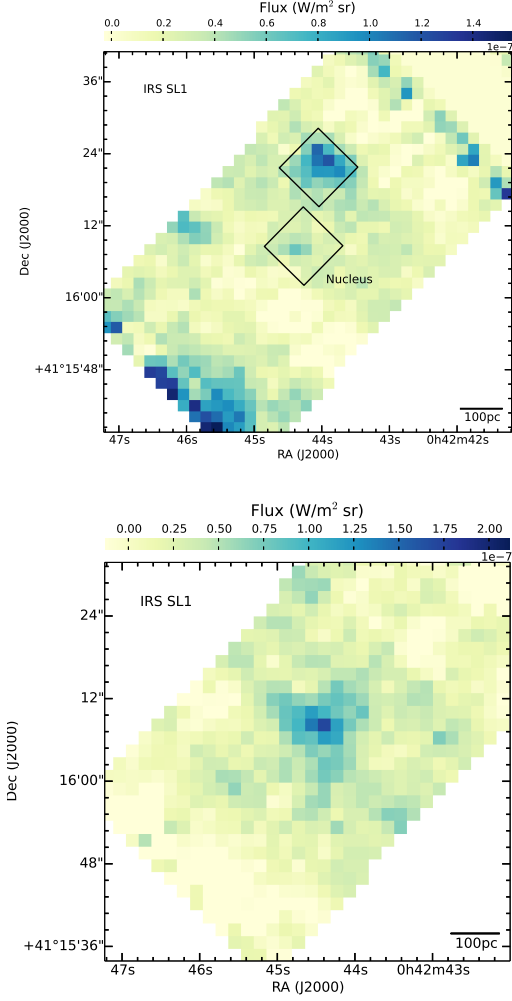 Flux (W/m² sr)
0.0 0.2 0.4 0.6 0.8 1.0 1.2 1.4
1e-7
IRS SL1
36"
24"
12"
16'00"
+41°15'48"
Dec (J2000)
Nucleus
100pc
47s 46s 45s 44s 43s 0h42m42s
RA (J2000)
Flux (W/m² sr)
0.00 0.25 0.50 0.75 1.00 1.25 1.50 1.75 2.00
1e-7
IRS SL1
24"
12"
16'00"
48"
+41°15'36"
Dec (J2000)
100pc
47s 46s 45s 44s 0h42m43s
RA (J2000)